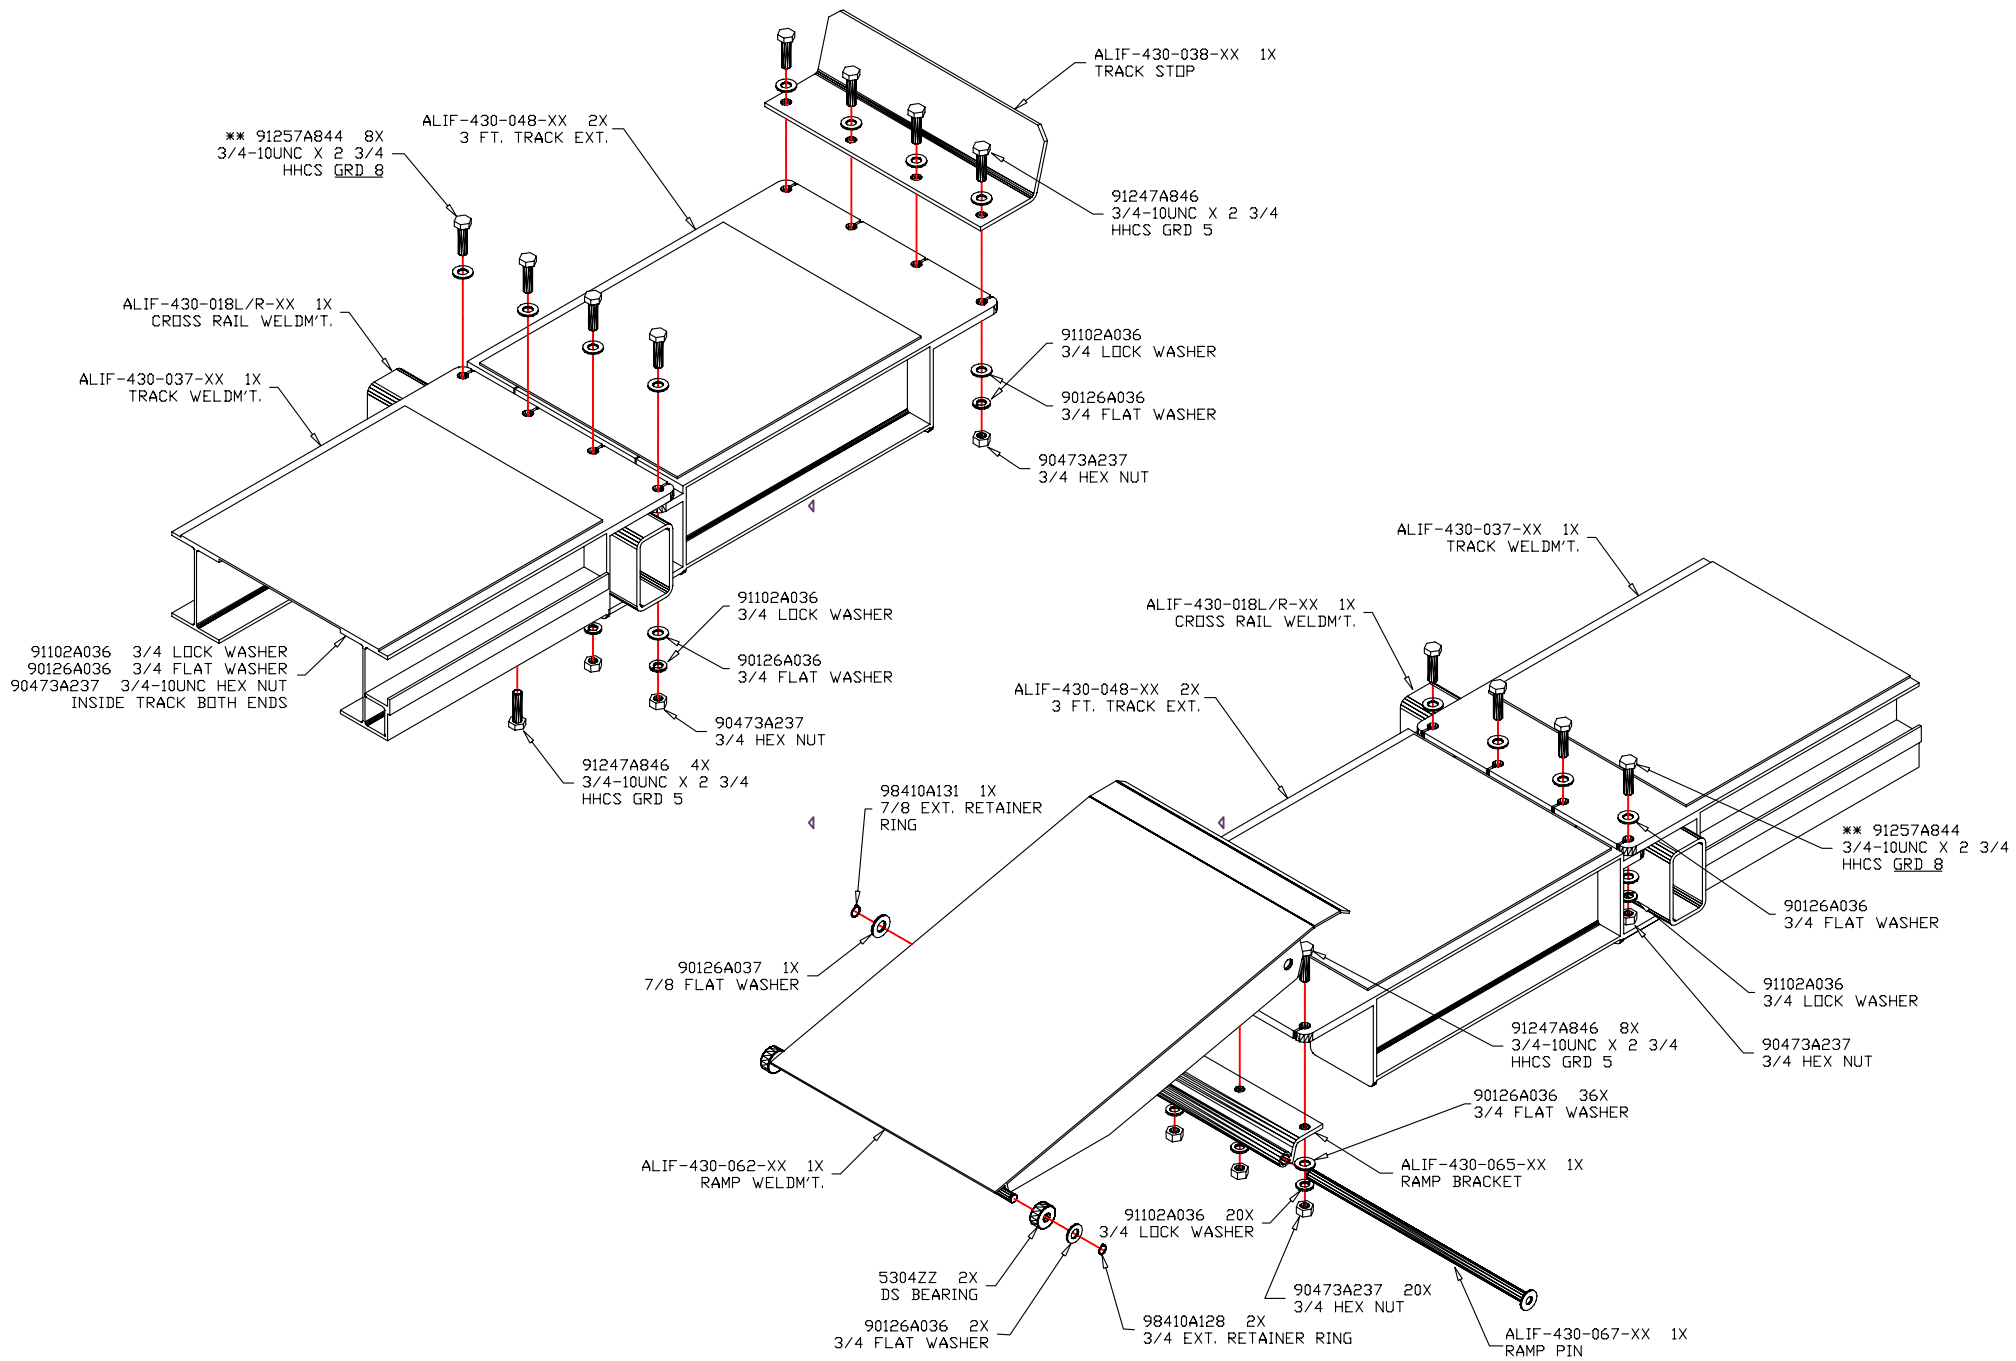 ALIF-430-038-XX 1X
TRACK STOP
ALIF-430-048-XX 2X
3 FT. TRACK EXT.
** 91257A844 8X
3/4-10UNC X 2 3/4
HHCS GRD 8
91247A846
3/4-10UNC X 2 3/4
HHCS GRD 5
ALIF-430-018L/R-XX 1X
CROSS RAIL WELDM'T.
91102A036
3/4 LOCK WASHER
ALIF-430-037-XX 1X
TRACK WELDM'T.
90126A036
3/4 FLAT WASHER
90473A237
3/4 HEX NUT
91102A036
3/4 LOCK WASHER
91102A036 3/4 LOCK WASHER
90126A036 3/4 FLAT WASHER
90473A237 3/4-10UNC HEX NUT
INSIDE TRACK BOTH ENDS
90126A036
3/4 FLAT WASHER
90473A237
3/4 HEX NUT
91247A846 4X
3/4-10UNC X 2 3/4
HHCS GRD 5
ALIF-430-037-XX 1X
TRACK WELDM'T.
ALIF-430-018L/R-XX 1X
CROSS RAIL WELDM'T.
ALIF-430-048-XX 2X
3 FT. TRACK EXT.
98410A131 1X
7/8 EXT. RETAINER
RING
** 91257A844
3/4-10UNC X 2 3/4
HHCS GRD 8
90126A036
3/4 FLAT WASHER
90126A037 1X
7/8 FLAT WASHER
91102A036
3/4 LOCK WASHER
91247A846 8X
3/4-10UNC X 2 3/4
HHCS GRD 5
90473A237
3/4 HEX NUT
90126A036 36X
3/4 FLAT WASHER
ALIF-430-062-XX 1X
RAMP WELDM'T.
ALIF-430-065-XX 1X
RAMP BRACKET
91102A036 20X
3/4 LOCK WASHER
5304ZZ 2X
DS BEARING
90473A237 20X
3/4 HEX NUT
90126A036 2X
3/4 FLAT WASHER
98410A128 2X
3/4 EXT. RETAINER RING
ALIF-430-067-XX 1X
RAMP PIN